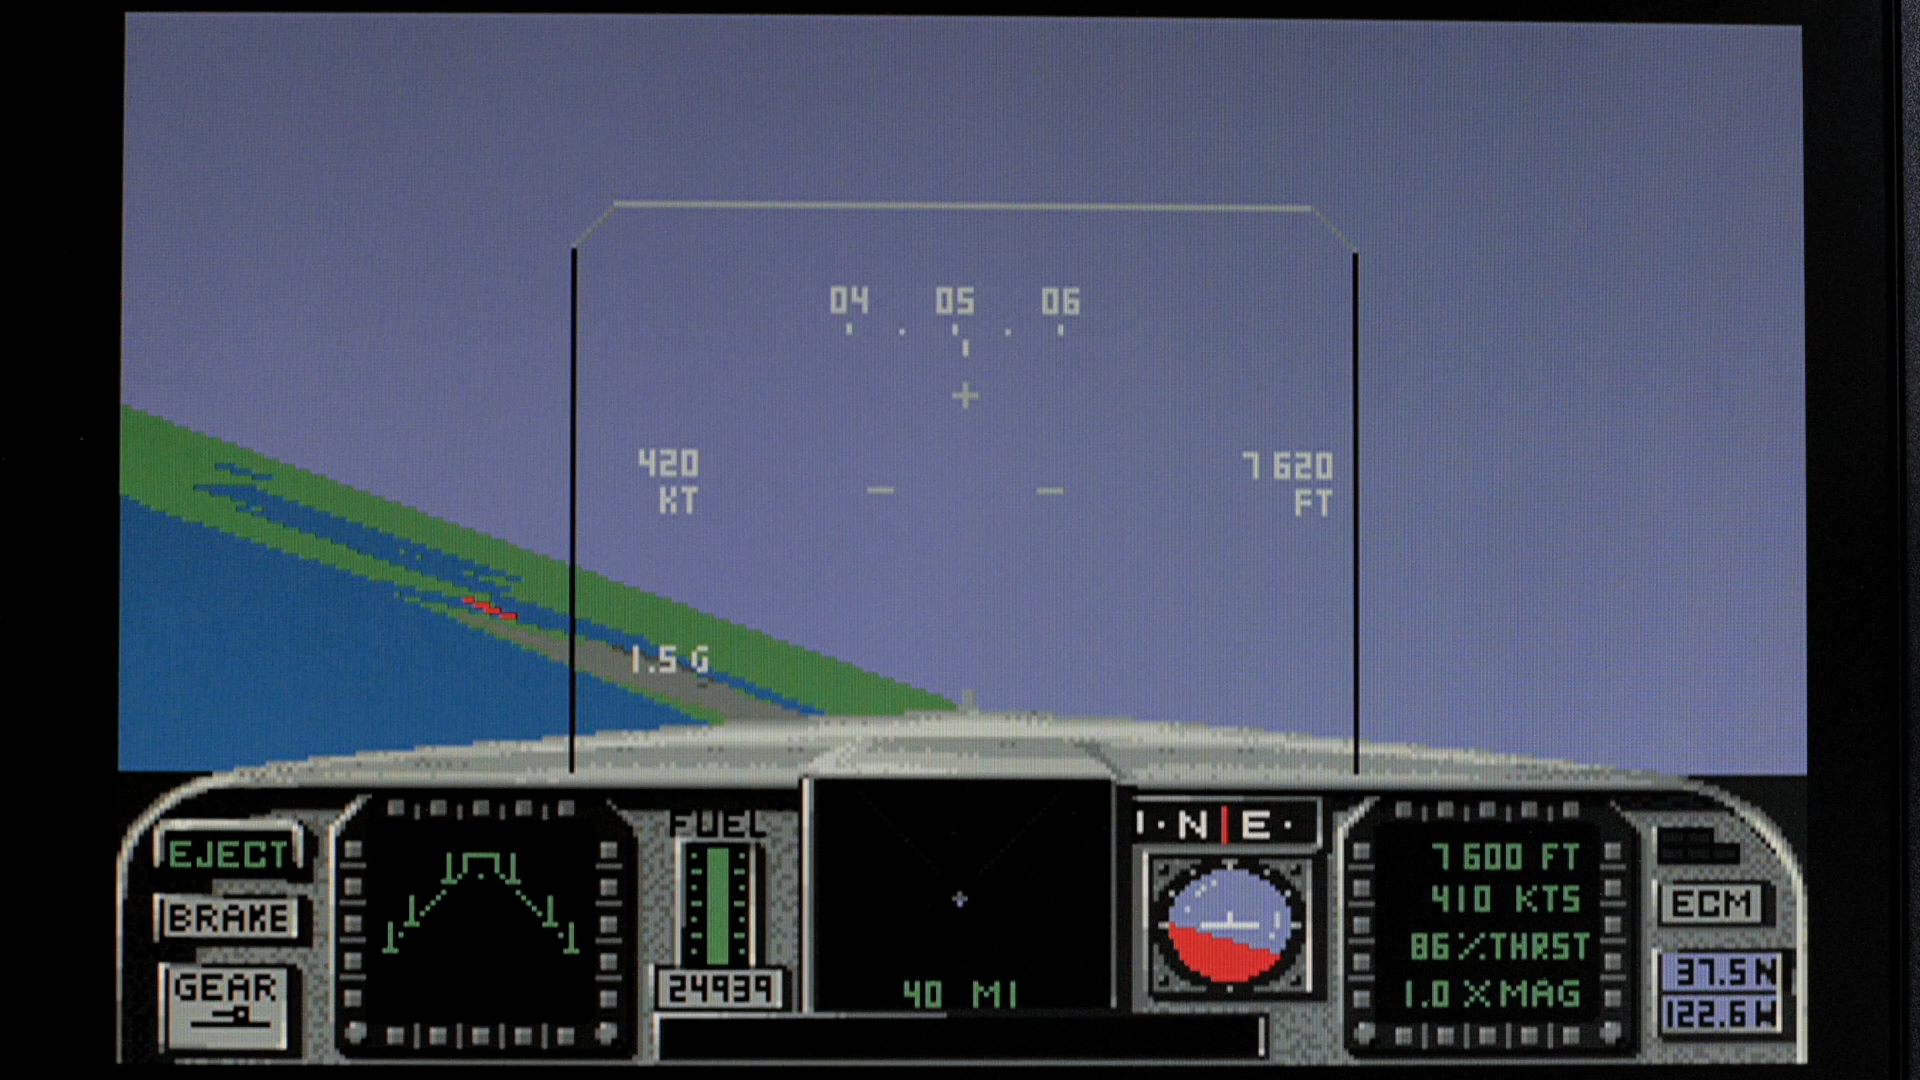 04 05 06
420
KT
7 620
FT
1.5 G
EJECT
BRAKE
GEAR
FUEL
24939
40 MI
N E
7 600 FT
410 KTS
86 %THRST
1.0 X MAG
ECM
37.5 N
122.6 W